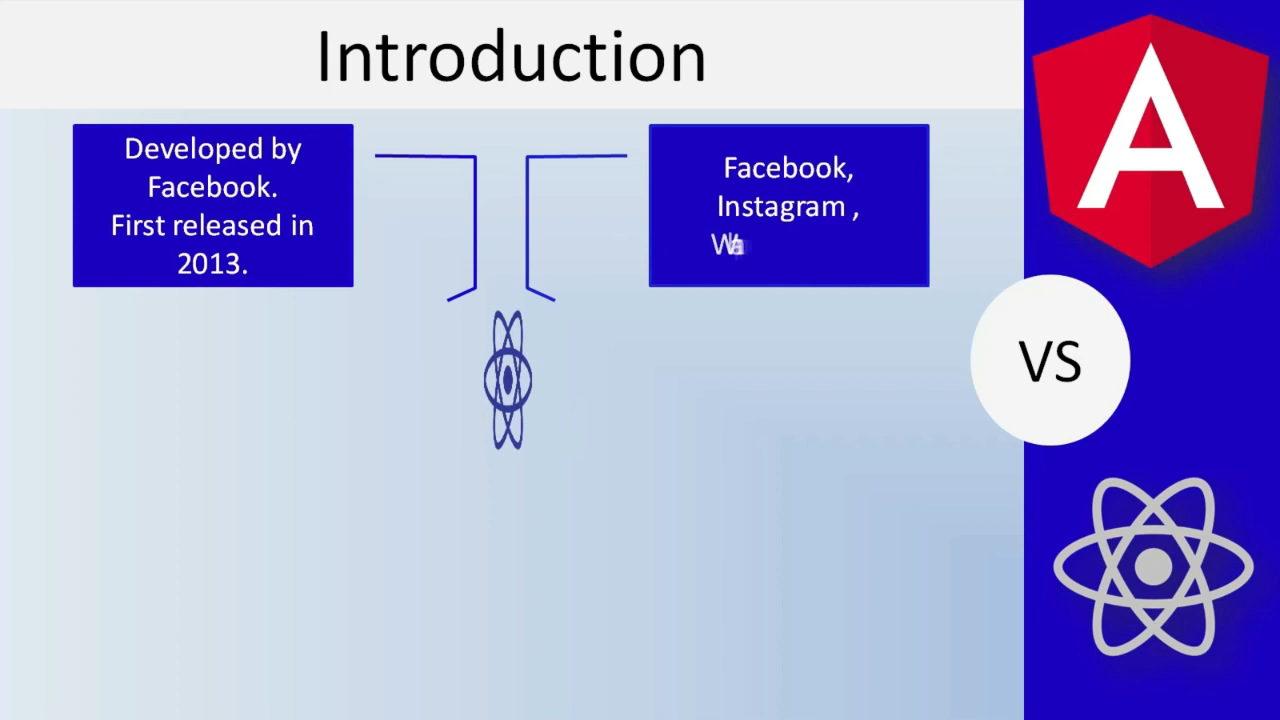 Introduction
Developed by
Facebook.
First released in
2013.
Facebook,
Instagram ,
A
VS